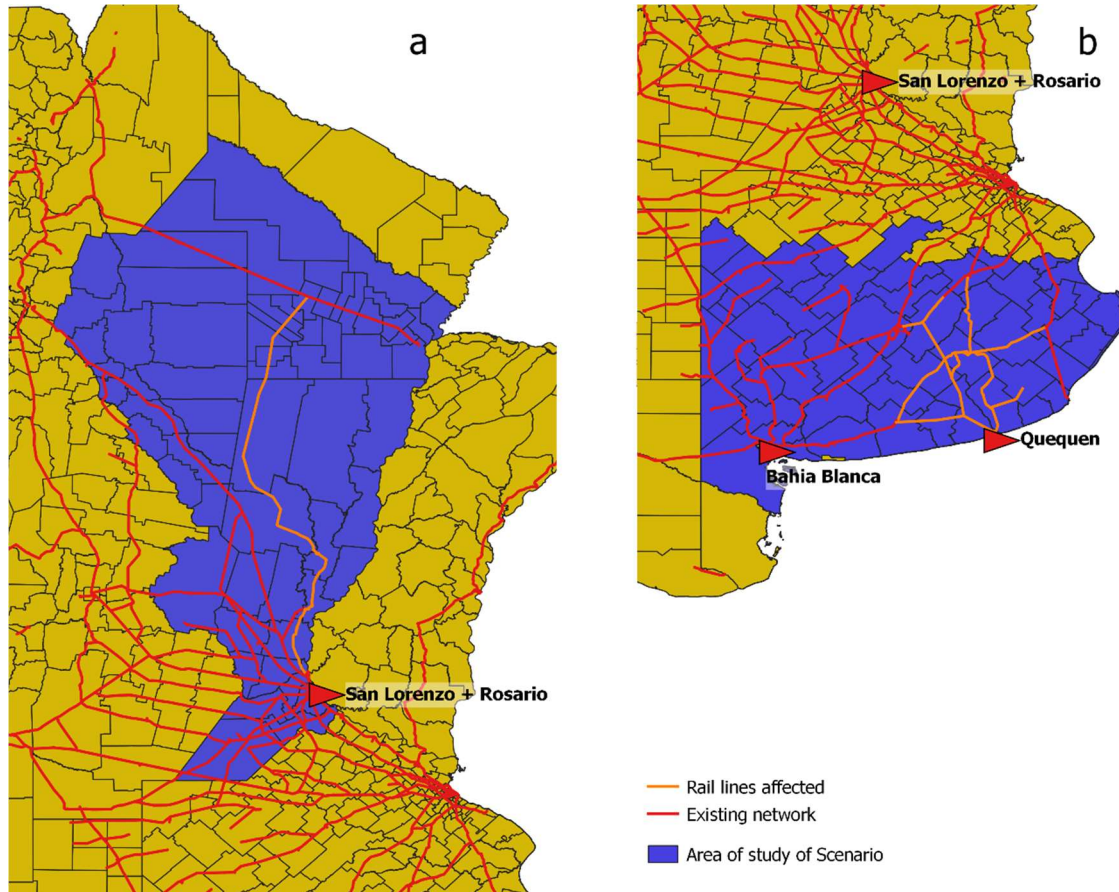 a
San Lorenzo + Rosario
b
San Lorenzo + Rosario
Quequen
Bahia Blanca
Rail lines affected
Existing network
Area of study of Scenario